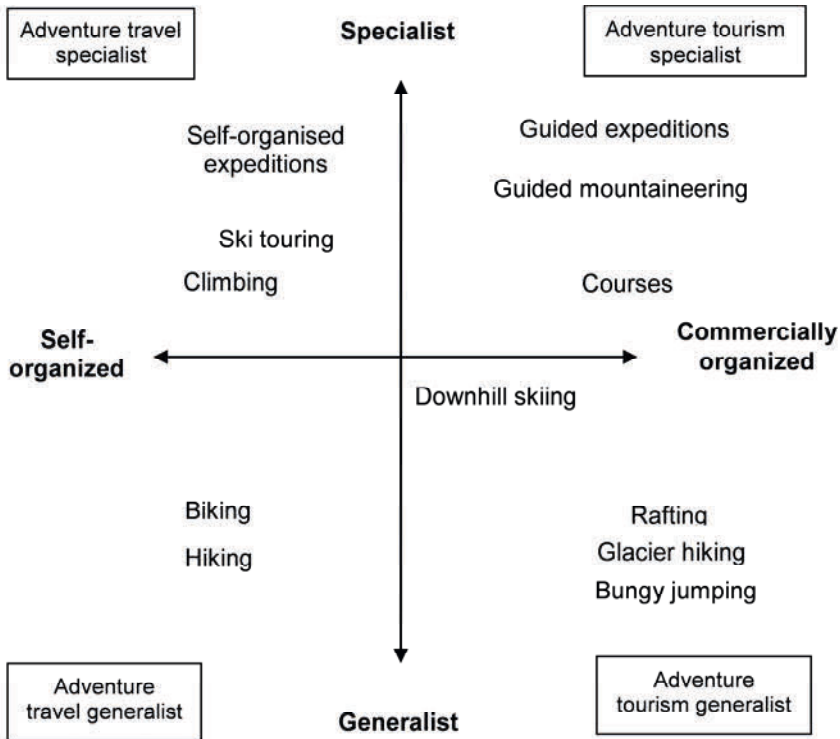 Adventure travel
specialist
Specialist
Adventure tourism
specialist
Self-organised
expeditions
Guided expeditions
Guided mountaineering
Ski touring
Climbing
Courses
Self-
organized
Commercially
organized
Downhill skiing
Biking
Hiking
Rafting
Glacier hiking
Bungy jumping
Adventure
travel generalist
Generalist
Adventure
tourism generalist